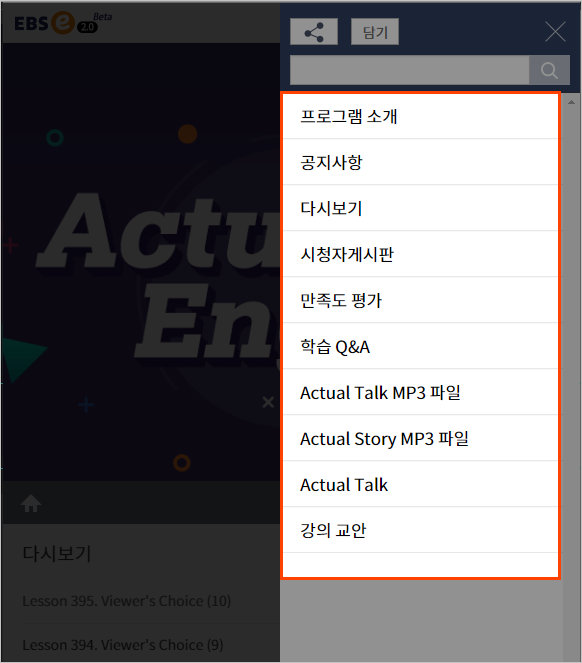 EBS e Beta
2.0
담기
프로그램 소개
공지사항
다시보기
시청자게시판
만족도 평가
학습 Q&A
Actual Talk MP3 파일
Actual Story MP3 파일
Actual Talk
강의 교안
Actu
En
다시보기
Lesson 395. Viewer's Choice (10)
Lesson 394. Viewer's Choice (9)